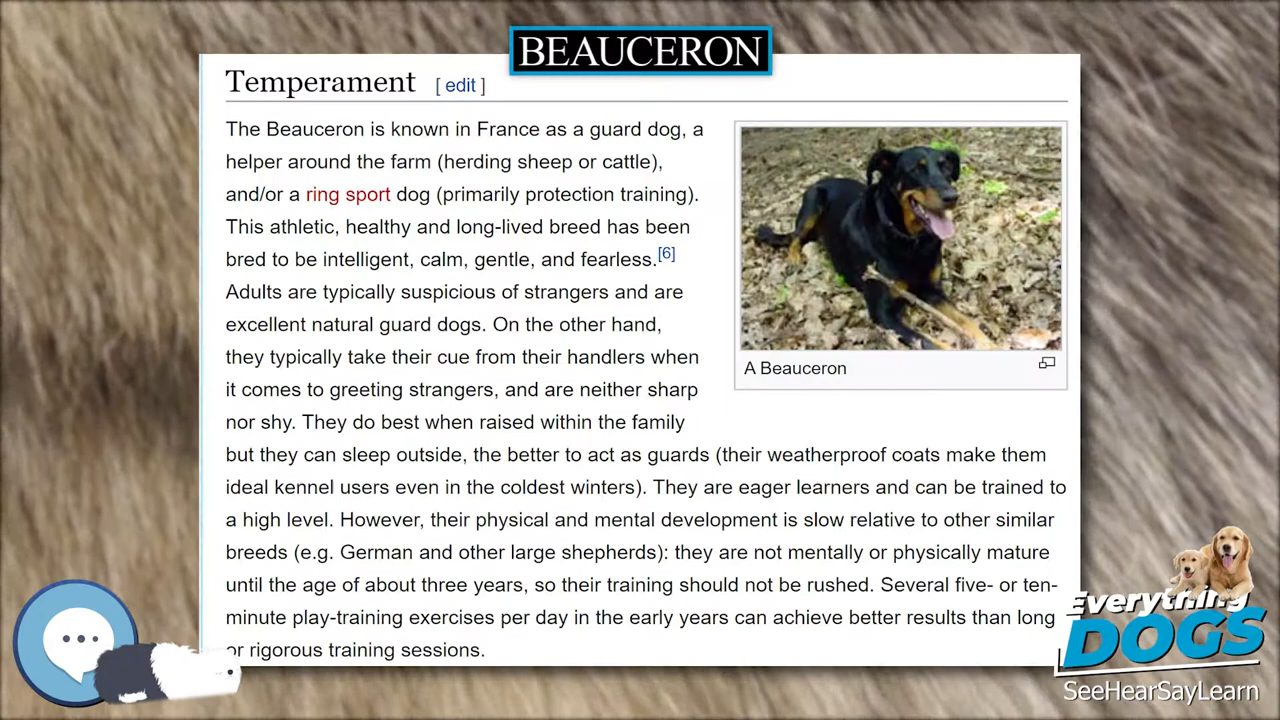 BEAUCERON
Temperament [ edit ]
The Beauceron is known in France as a guard dog, a
helper around the farm (herding sheep or cattle),
and/or a ring sport dog (primarily protection training).
This athletic, healthy and long-lived breed has been
bred to be intelligent, calm, gentle, and fearless.[6]
Adults are typically suspicious of strangers and are
excellent natural guard dogs. On the other hand,
they typically take their cue from their handlers when
it comes to greeting strangers, and are neither sharp
nor shy. They do best when raised within the family
but they can sleep outside, the better to act as guards (their weatherproof coats make them
ideal kennel users even in the coldest winters). They are eager learners and can be trained to
a high level. However, their physical and mental development is slow relative to other similar
breeds (e.g. German and other large shepherds): they are not mentally or physically mature
until the age of about three years, so their training should not be rushed. Several five- or ten-
minute play-training exercises per day in the early years can achieve better results than long
or rigorous training sessions.
A Beauceron
Everything
DOGS
SeeHearSayLearn